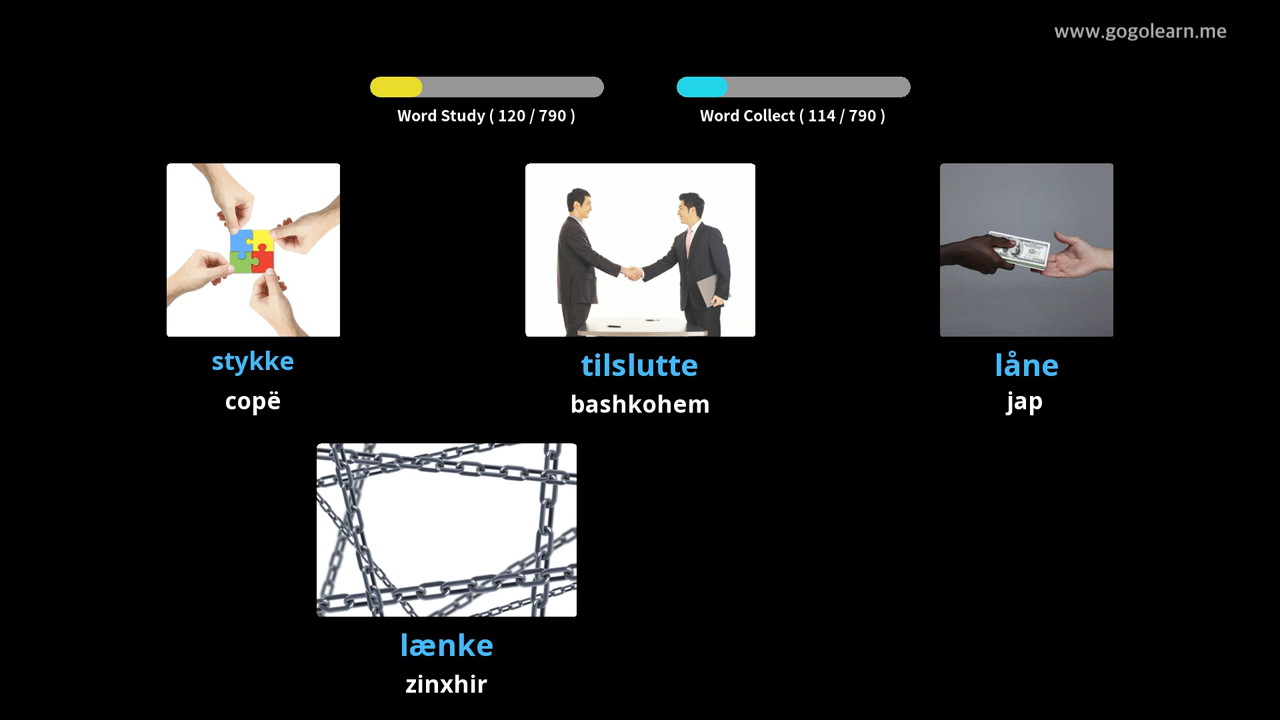 www.gogolearn.me
Word Study ( 120 / 790 )
Word Collect ( 114 / 790 )
stykke
copë
tilslutte
bashkohem
låne
jap
lænke
zinxhir